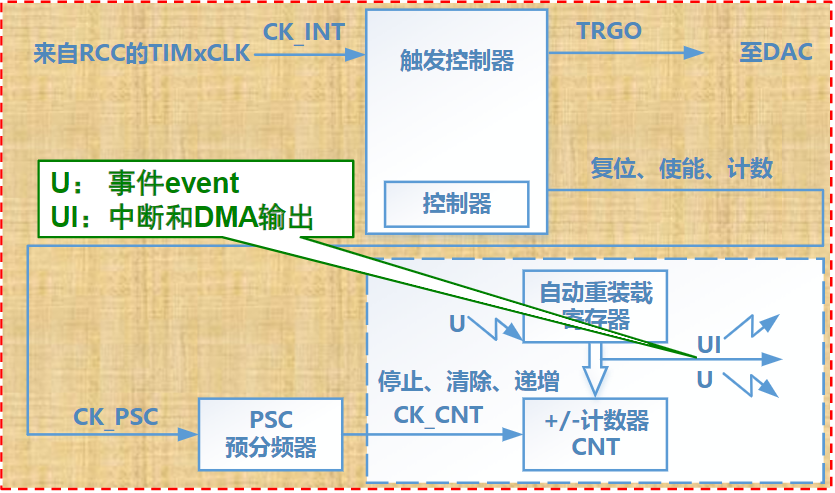 来自RCC的TIMxCLK
CK_INT
触发控制器
TRGO
至DAC
控制器
复位、使能、计数
U： 事件event
UI：中断和DMA输出
自动重装载
寄存器
U
UI
U
停止、清除、递增
CK_PSC
PSC
预分频器
CK_CNT
+/-计数器
CNT